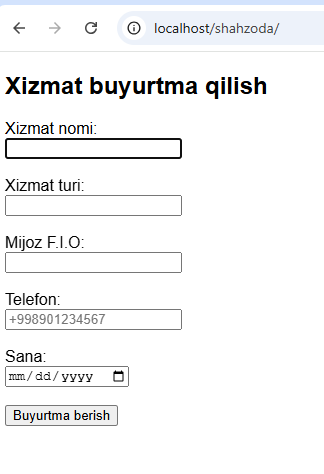 localhost/shahzoda/
Xizmat buyurtma qilish
Xizmat nomi:
Xizmat turi:
Mijoz F.I.O:
Telefon:
+998901234567
Sana:
mm/dd/yyyy
Buyurtma berish